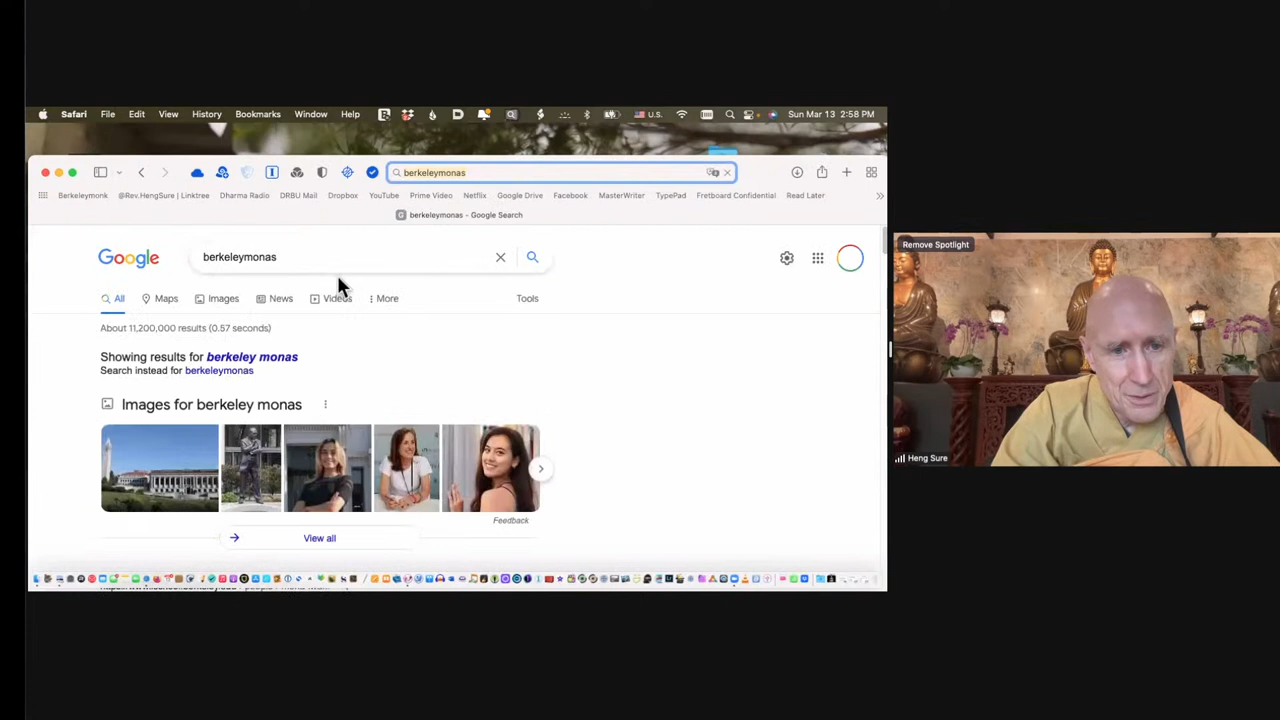 Safari File Edit View History Bookmarks Window Help U.S. Sun Mar 13 2:58 PM
berkeleymonas
Berkeleymonk @Rev.HengSure | Linktree Dharma Radio DRBU Mail Dropbox YouTube Prime Video Netflix Google Drive Facebook MasterWriter TypePad Fretboard Confidential Read Later
berkeleymonas - Google Search
Google berkeleymonas
All Maps Images News Videos More Tools
About 11,200,000 results (0.57 seconds)
Showing results for berkeley monas
Search instead for berkeleymonas
Images for berkeley monas
Feedback
View all
Remove Spotlight
Heng Sure